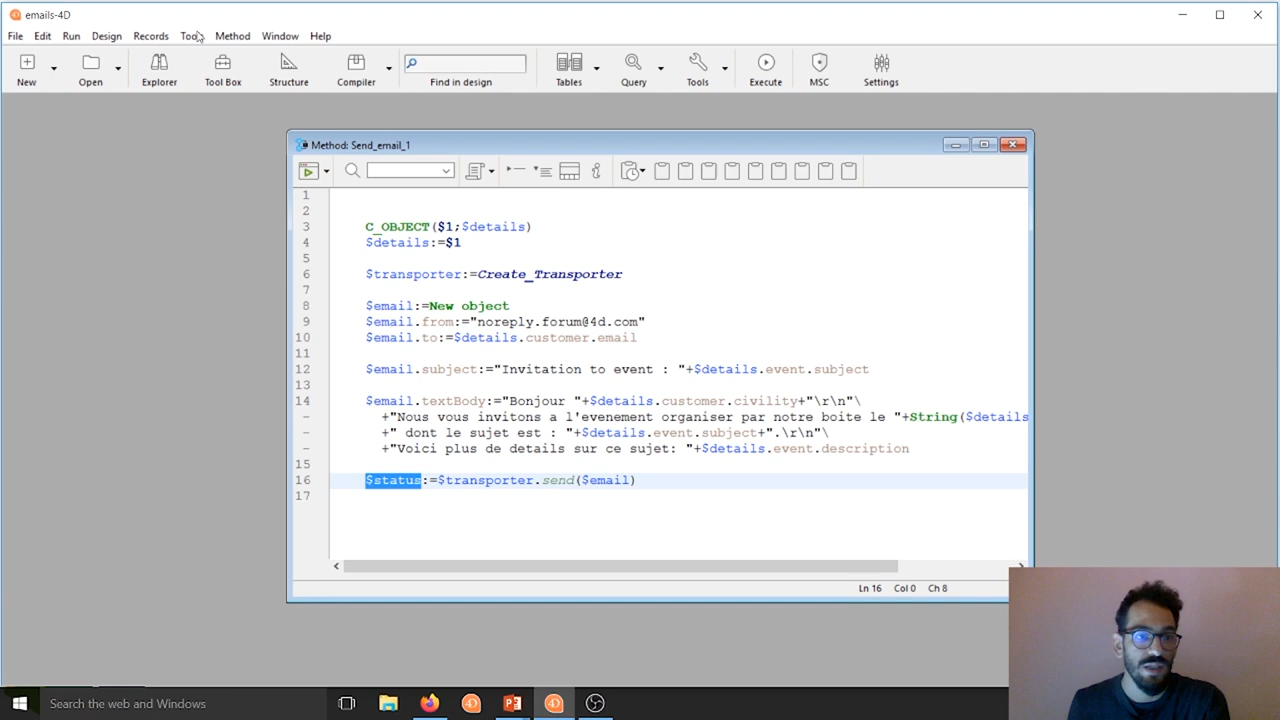 emails-4D
File Edit Run Design Records Method Window Help
New Open Explorer Tool Box Structure Compiler Find in design Tables Query Tools Execute MSC Settings
Method: Send_email_1
1
2
3 C_OBJECT($1;$details)
4 $details:=$1
5
6 $transporter:=Create_Transporter
7
8 $email:=New object
9 $email.from:="noreply.forum@4d.com"
10 $email.to:=$details.customer.email
11
12 $email.subject:="Invitation to event : "+$details.event.subject
13
14 $email.textBody:="Bonjour "+$details.customer.civility+"\r\n"\
- +"Nous vous invitons a l'evenement organiser par notre boite le "+String($details
- +" dont le sujet est : "+$details.event.subject+".\r\n"\
- +"Voici plus de details sur ce sujet: "+$details.event.description
15
16 $status:=$transporter.send($email)
17
Ln 16 Col 0 Ch 8
Search the web and Windows